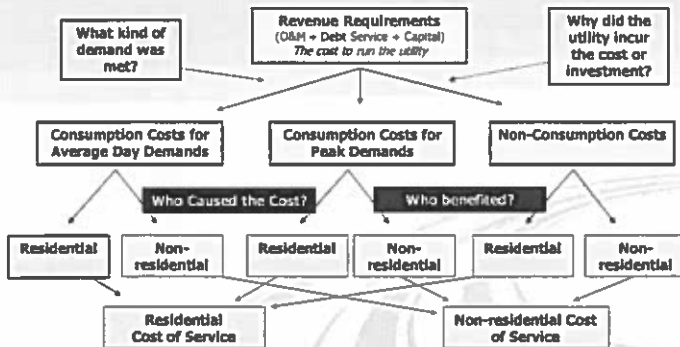 What kind of
demand was
met?
Revenue Requirements
(O&M + Debt Service + Capital)
The cost to run the utility
Why did the
utility incur
the cost or
investment?
Consumption Costs for
Average Day Demands
Consumption Costs for
Peak Demands
Non-Consumption Costs
Who Caused the Cost?
Who benefited?
Residential
Non-
residential
Residential
Non-
residential
Residential
Non-
residential
Residential
Cost of Service
Non-residential Cost
of Service